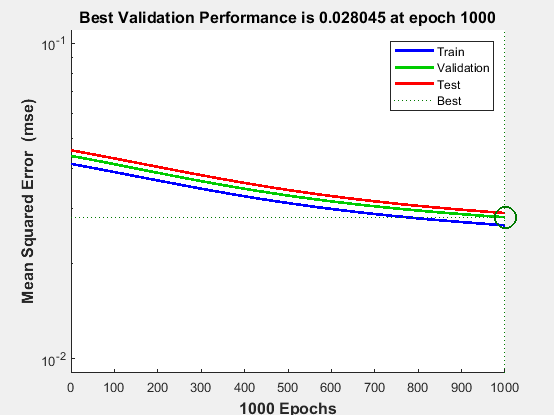 Best Validation Performance is 0.028045 at epoch 1000
Train
Validation
Test
Best
Mean Squared Error (mse)
10-1
10-2
0 100 200 300 400 500 600 700 800 900 1000
1000 Epochs